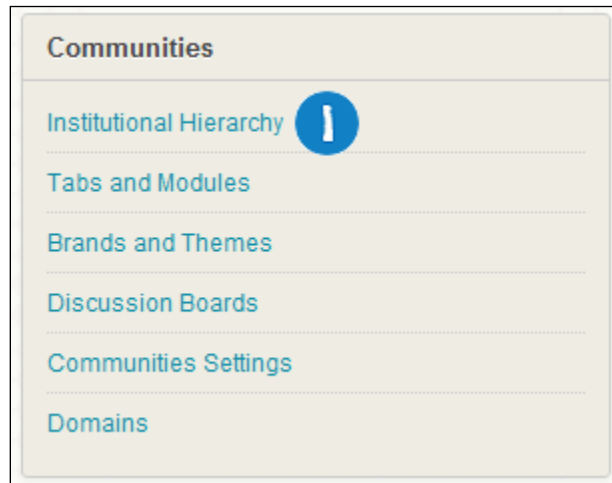 Communities
Institutional Hierarchy 1
Tabs and Modules
Brands and Themes
Discussion Boards
Communities Settings
Domains